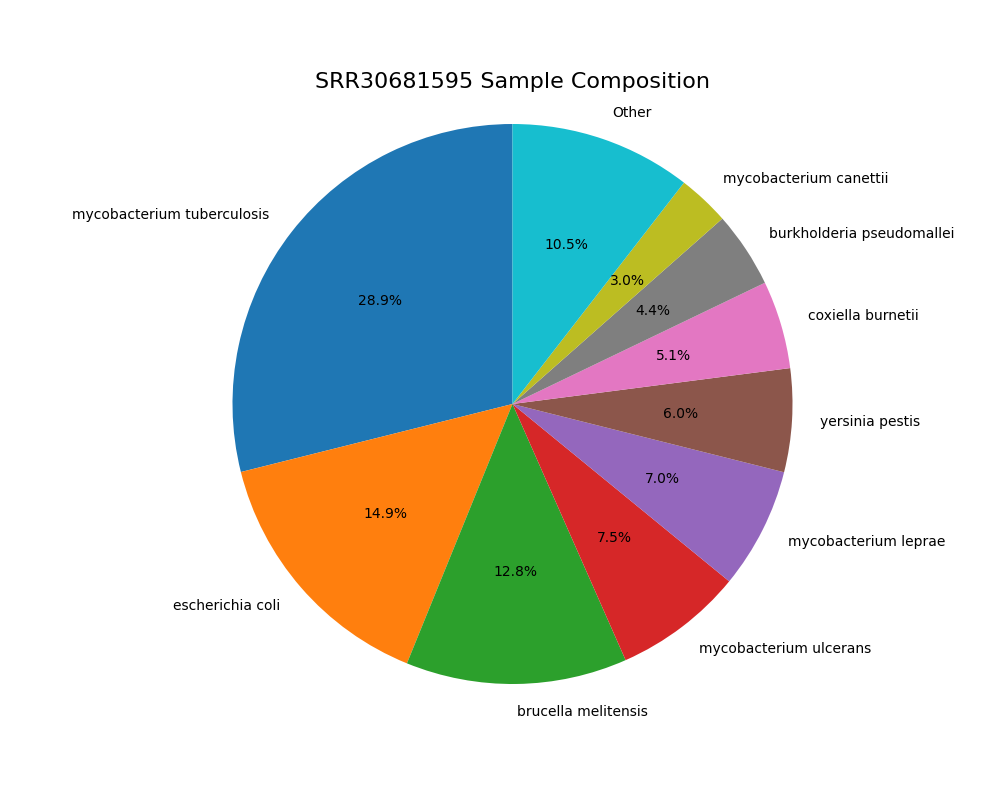 SRR30681595 Sample Composition
Other
mycobacterium canettii
mycobacterium tuberculosis
burkholderia pseudomallei
10.5%
3.0%
28.9%
4.4%
coxiella burnetii
5.1%
6.0%
yersinia pestis
7.0%
14.9%
7.5%
mycobacterium leprae
12.8%
escherichia coli
mycobacterium ulcerans
brucella melitensis